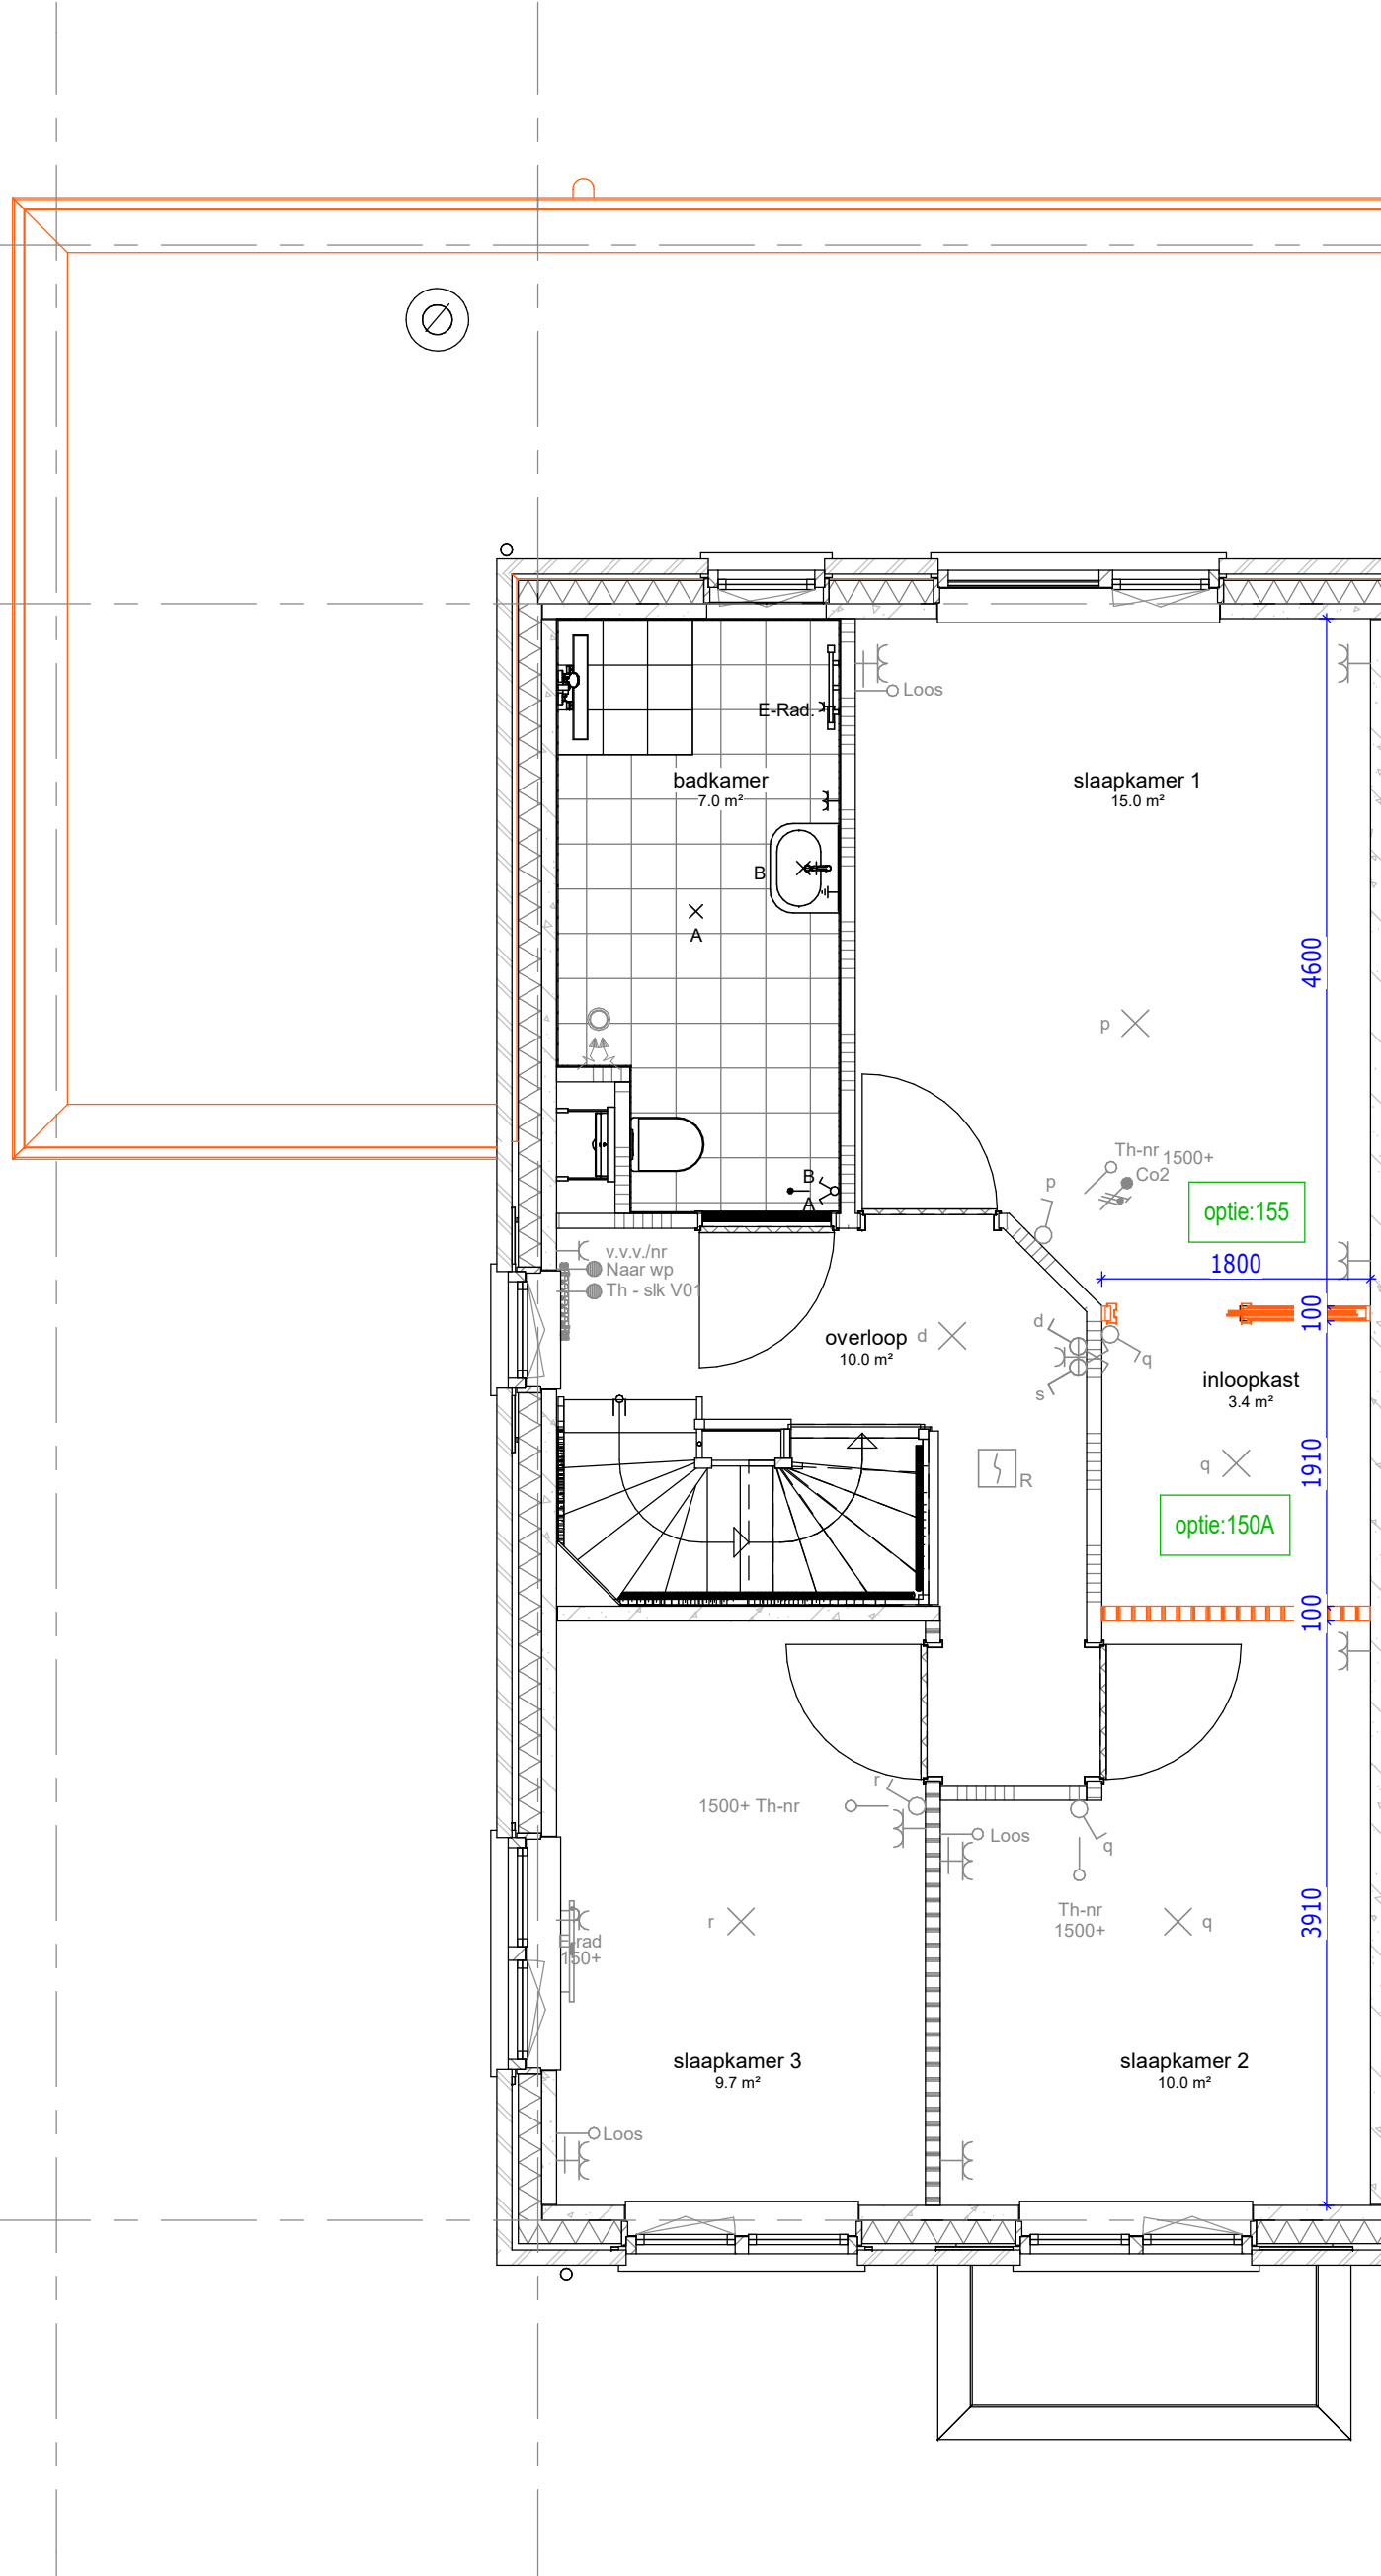 Loos
E-Rad.
badkamer
7.0 m²
slaapkamer 1
15.0 m²
B
A
4600
p
Th-nr 1500+
Co2
p
B
A
optie:155
v.v.v./nr
Naar wp
Th - slk V01
1800
100
overloop
10.0 m²
d
d
q
s
inloopkast
3.4 m²
1910
q
R
optie:150A
100
r
1500+ Th-nr
Loos
q
Th-nr
1500+
r
q
3910
E-rad
150+
slaapkamer 3
9.7 m²
slaapkamer 2
10.0 m²
Loos